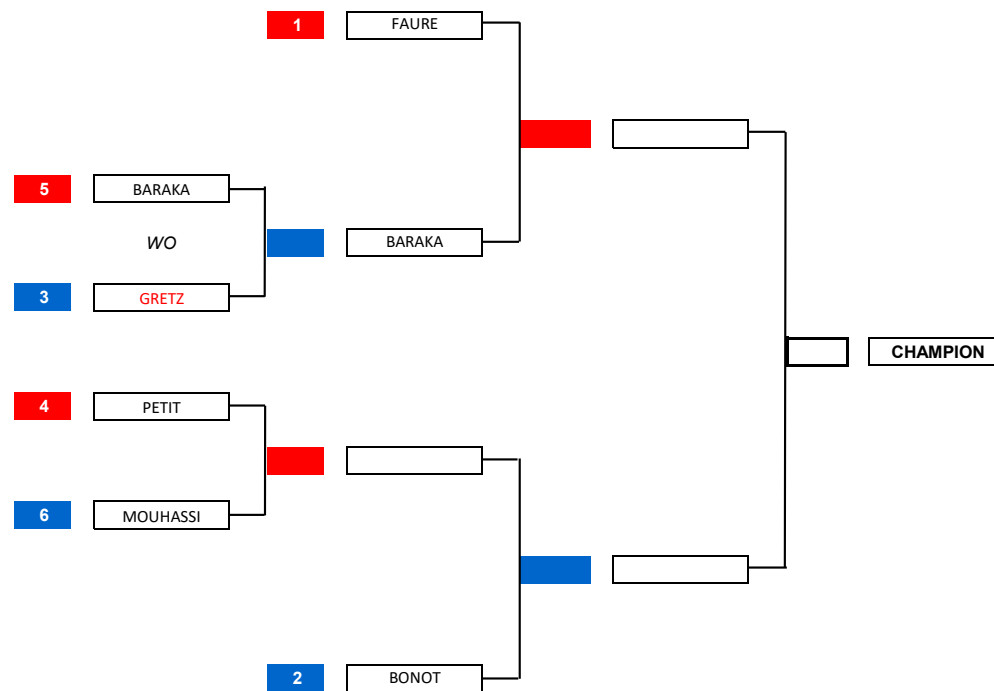 1 FAURE
5 BARAKA
WO
BARAKA
3 GRETZ
CHAMPION
4 PETIT
6 MOUHASSI
2 BONOT